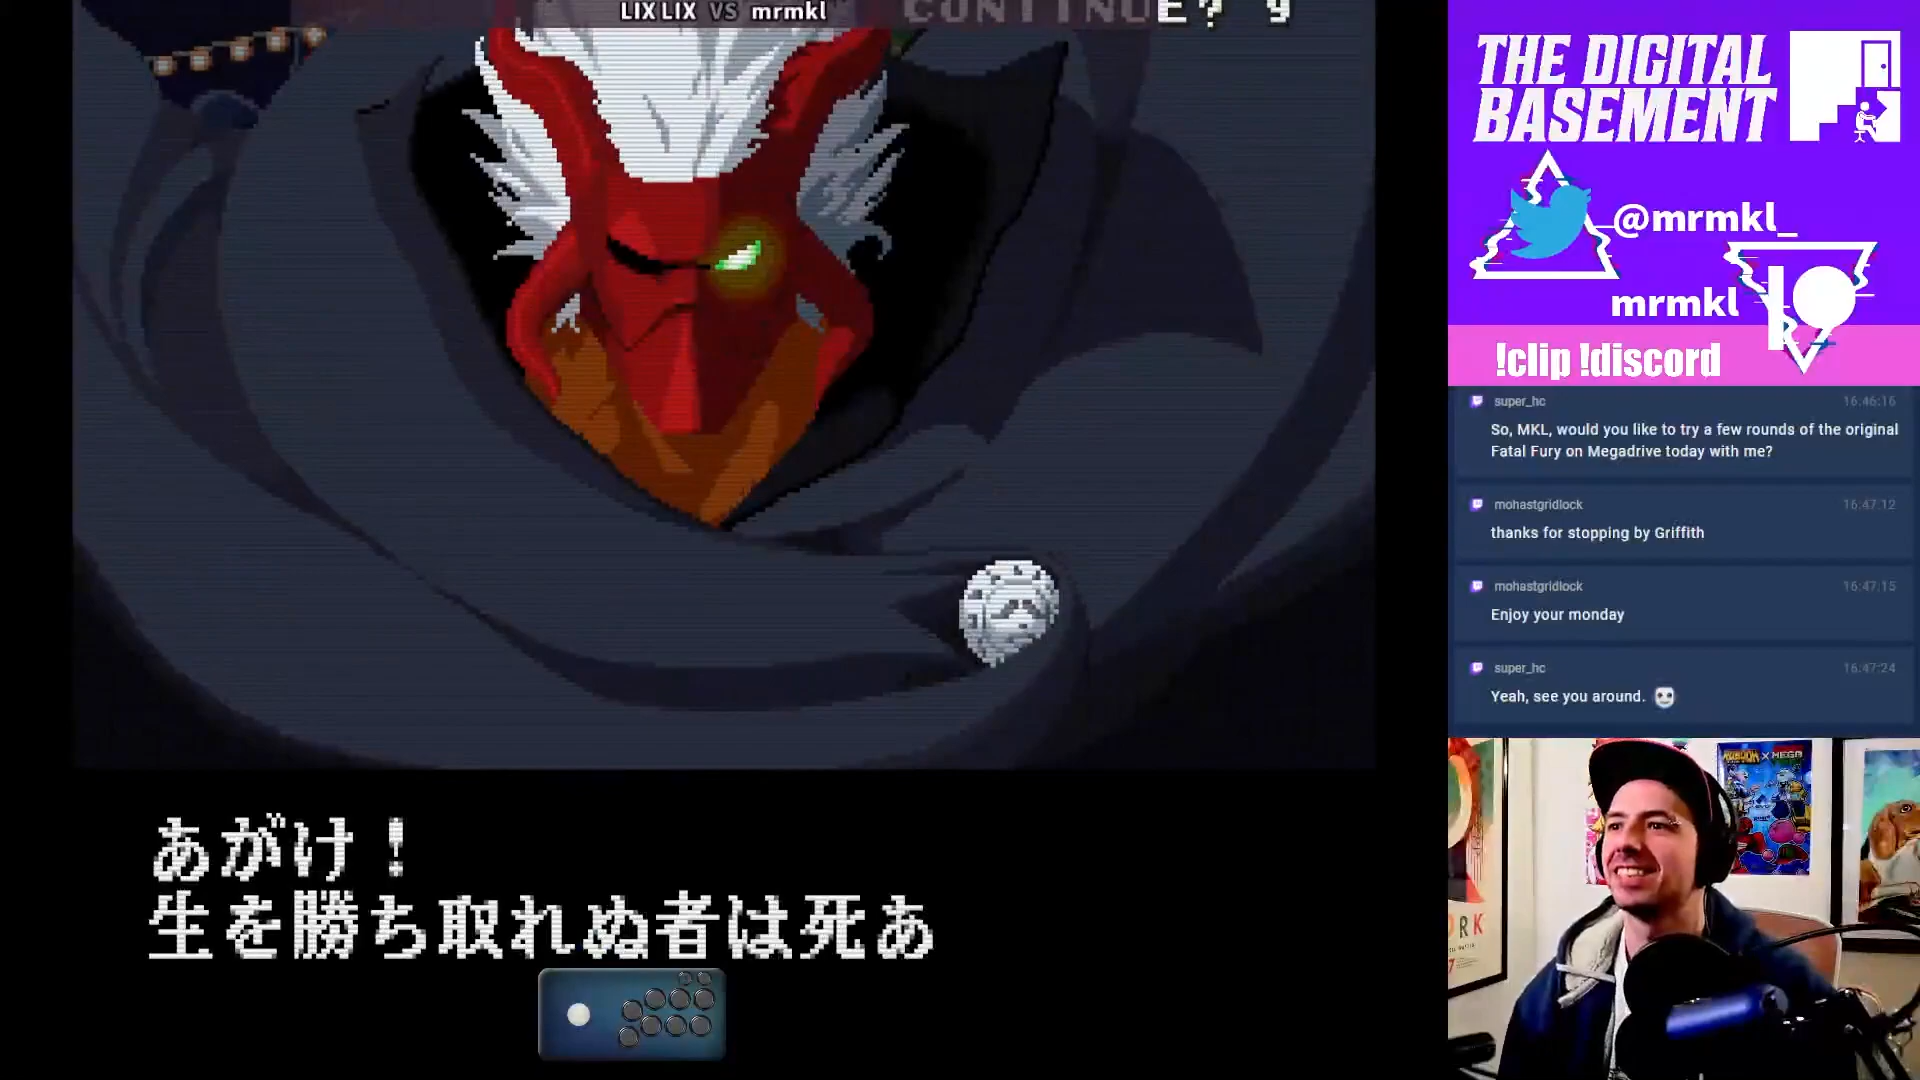 LIXLIX VS mrmkl
CONTINUE? 9
あがけ！
生を勝ち取れぬ者は死あ
THE DIGITAL
BASEMENT
@mrmkl_
mrmkl
!clip !discord
super_hc 16:46:16
So, MKL, would you like to try a few rounds of the original
Fatal Fury on Megadrive today with me?
mohastgridlock 16:47:12
thanks for stopping by Griffith
mohastgridlock 16:47:15
Enjoy your monday
super_hc 16:47:24
Yeah, see you around.